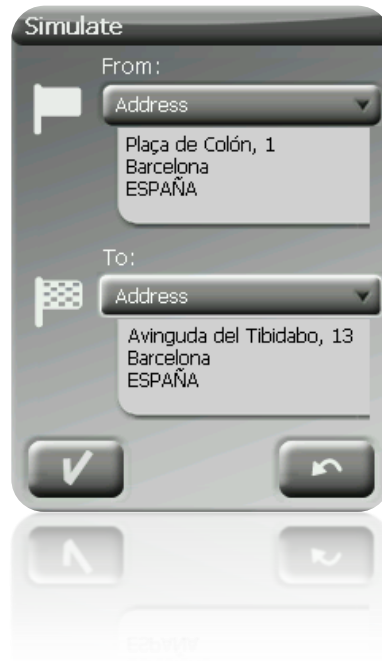 Simulate
From:
Address
Plaça de Colón, 1
Barcelona
ESPAÑA
To:
Address
Avinguda del Tibidabo, 13
Barcelona
ESPAÑA